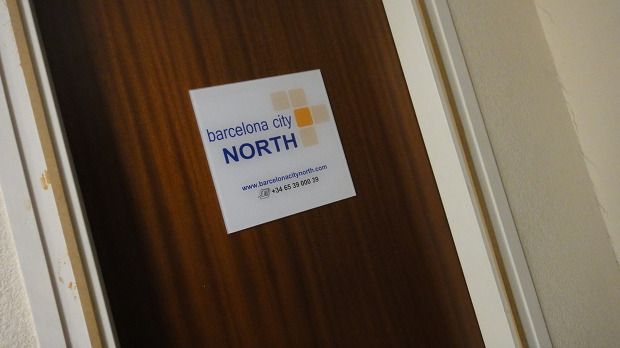 barcelona city
NORTH
www.barcelonacitynorth.com
+34 65 39 000 39